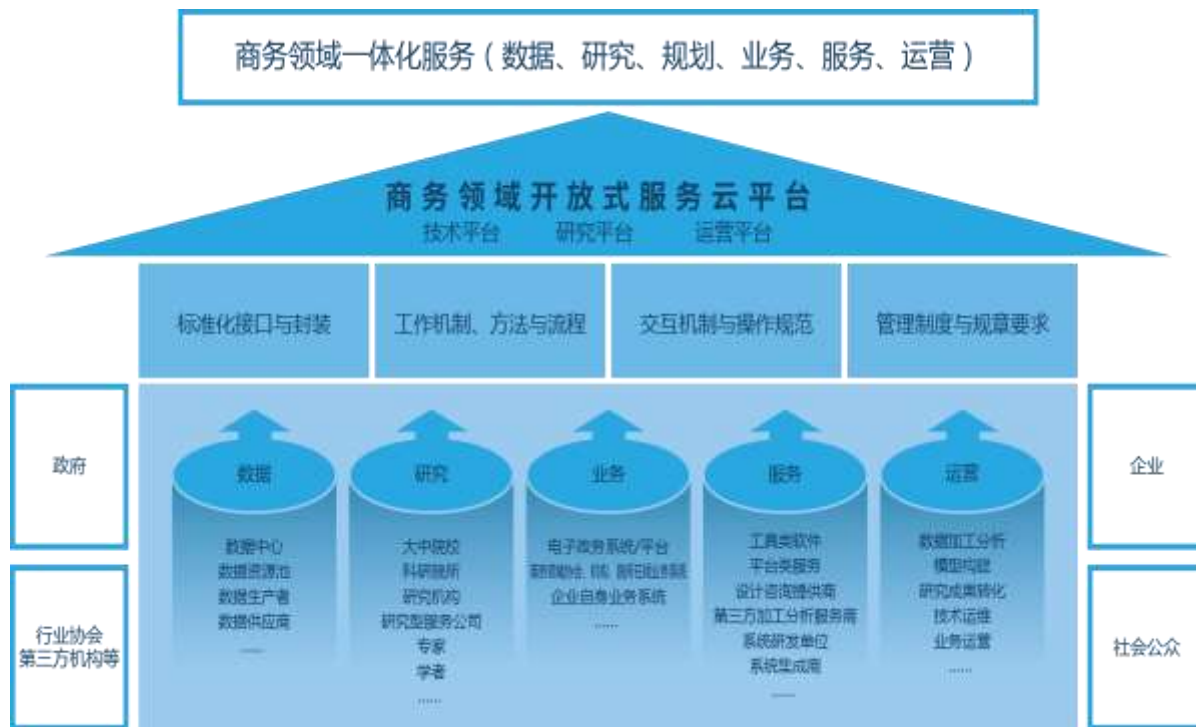 商务领域一体化服务（数据、研究、规划、业务、服务、运营）
商务领域开放式服务云平台
技术平台 研究平台 运营平台
标准化接口与封装
工作机制、方法与流程
交互机制与操作规范
管理制度与规章要求
政府
行业协会
第三方机构等
数据
数据中心
数据资源池
数据生产者
数据供应商
......
研究
大中院校
科研院所
研究机构
研究型服务公司
专家
学者
......
业务
电子政务系统/平台
企业自身业务系统
......
服务
工具类软件
平台类服务
设计咨询提供商
第三方加工分析服务商
系统研发单位
系统集成商
......
运营
数据加工分析
模型构建
研究成果转化
技术运维
业务运营
......
企业
社会公众